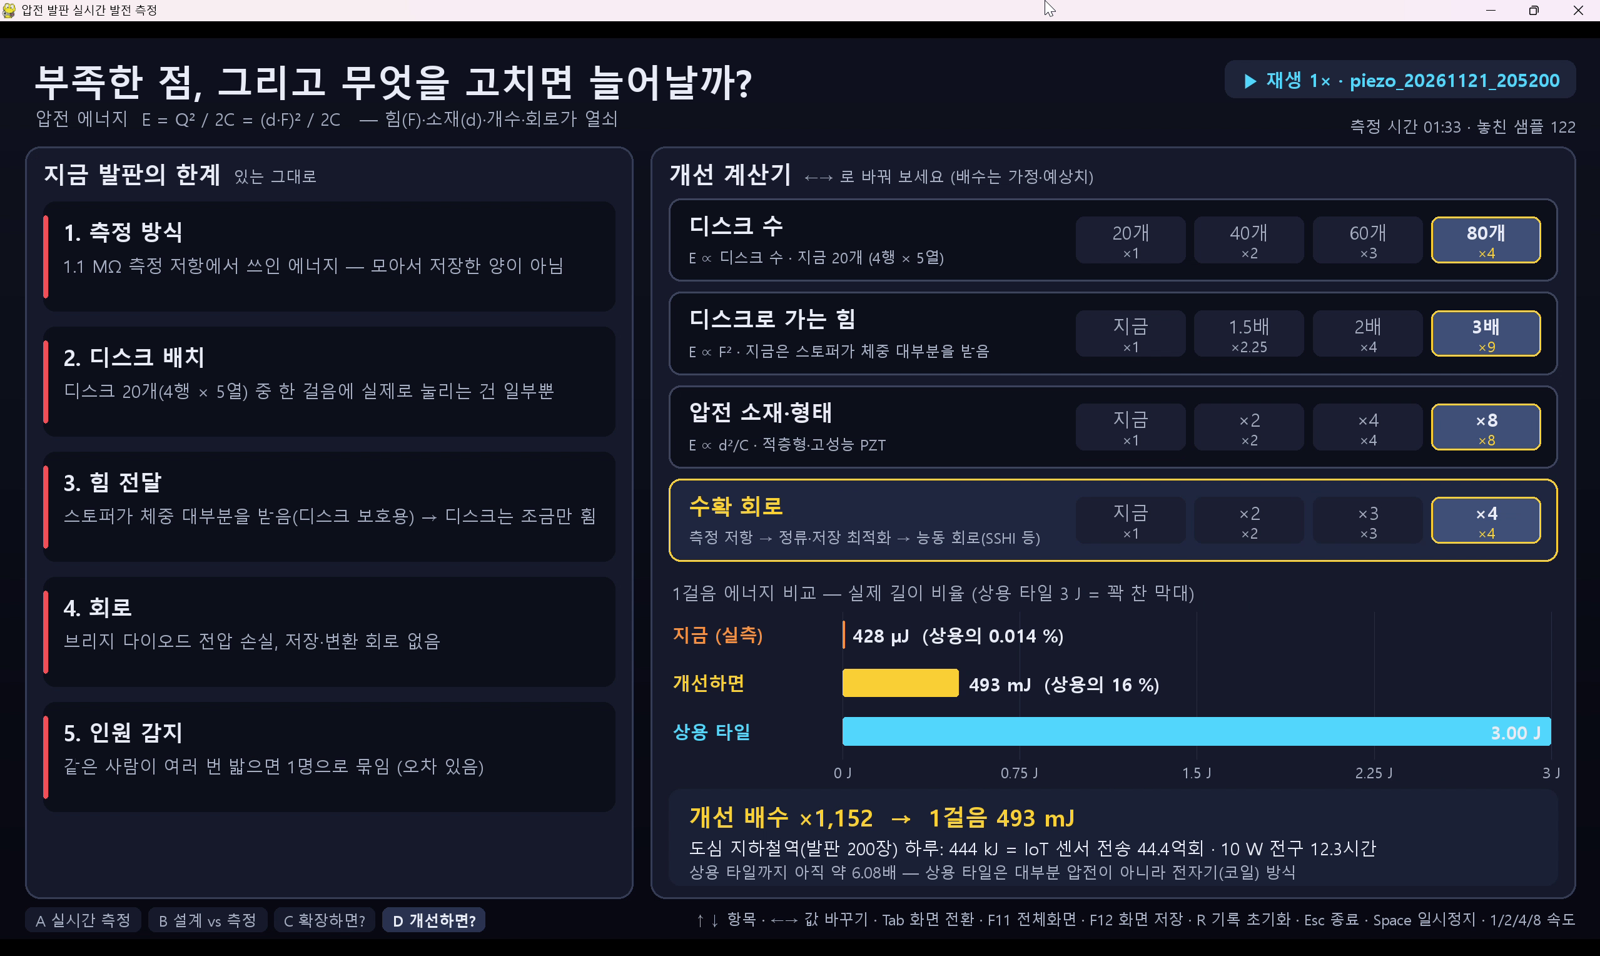 압전 발판 실시간 발전 측정
부족한 점, 그리고 무엇을 고치면 늘어날까?
압전 에너지 E = Q² / 2C = (d·F)² / 2C — 힘(F)·소재(d)·개수·회로가 열쇠
▶ 재생 1× · piezo_20261121_205200
측정 시간 01:33 · 놓친 샘플 122
지금 발판의 한계 있는 그대로
1. 측정 방식
1.1 MΩ 측정 저항에서 쓰인 에너지 — 모아서 저장한 양이 아님
2. 디스크 배치
디스크 20개(4행 × 5열) 중 한 걸음에 실제로 눌리는 건 일부뿐
3. 힘 전달
스토퍼가 체중 대부분을 받음(디스크 보호용) → 디스크는 조금만 휨
4. 회로
브리지 다이오드 전압 손실, 저장·변환 회로 없음
5. 인원 감지
같은 사람이 여러 번 밟으면 1명으로 묶임 (오차 있음)
개선 계산기 ←→ 로 바꿔 보세요 (배수는 가정·예상치)
디스크 수
E ∝ 디스크 수 · 지금 20개 (4행 × 5열)
20개 40개 60개 80개
×1 ×2 ×3 ×4
디스크로 가는 힘
E ∝ F² · 지금은 스토퍼가 체중 대부분을 받음
지금 1.5배 2배 3배
×1 ×2.25 ×4 ×9
압전 소재·형태
E ∝ d²/C · 적층형·고성능 PZT
지금 ×2 ×4 ×8
×1 ×2 ×4 ×8
수확 회로
측정 저항 → 정류·저장 최적화 → 능동 회로(SSHI 등)
지금 ×2 ×3 ×4
×1 ×2 ×3 ×4
1걸음 에너지 비교 — 실제 길이 비율 (상용 타일 3 J = 꽉 찬 막대)
지금 (실측) 428 µJ (상용의 0.014 %)
개선하면 493 mJ (상용의 16 %)
상용 타일 3.00 J
0 J 0.75 J 1.5 J 2.25 J 3 J
개선 배수 ×1,152 → 1걸음 493 mJ
도심 지하철역(발판 200장) 하루: 444 kJ = IoT 센서 전송 44.4억회 · 10 W 전구 12.3시간
상용 타일까지 아직 약 6.08배 — 상용 타일은 대부분 압전이 아니라 전자기(코일) 방식
A 실시간 측정 B 설계 vs 측정 C 확장하면? D 개선하면?
↑ ↓ 항목 · ←→ 값 바꾸기 · Tab 화면 전환 · F11 전체화면 · F12 화면 저장 · R 기록 초기화 · Esc 종료 · Space 일시정지 · 1/2/4/8 속도